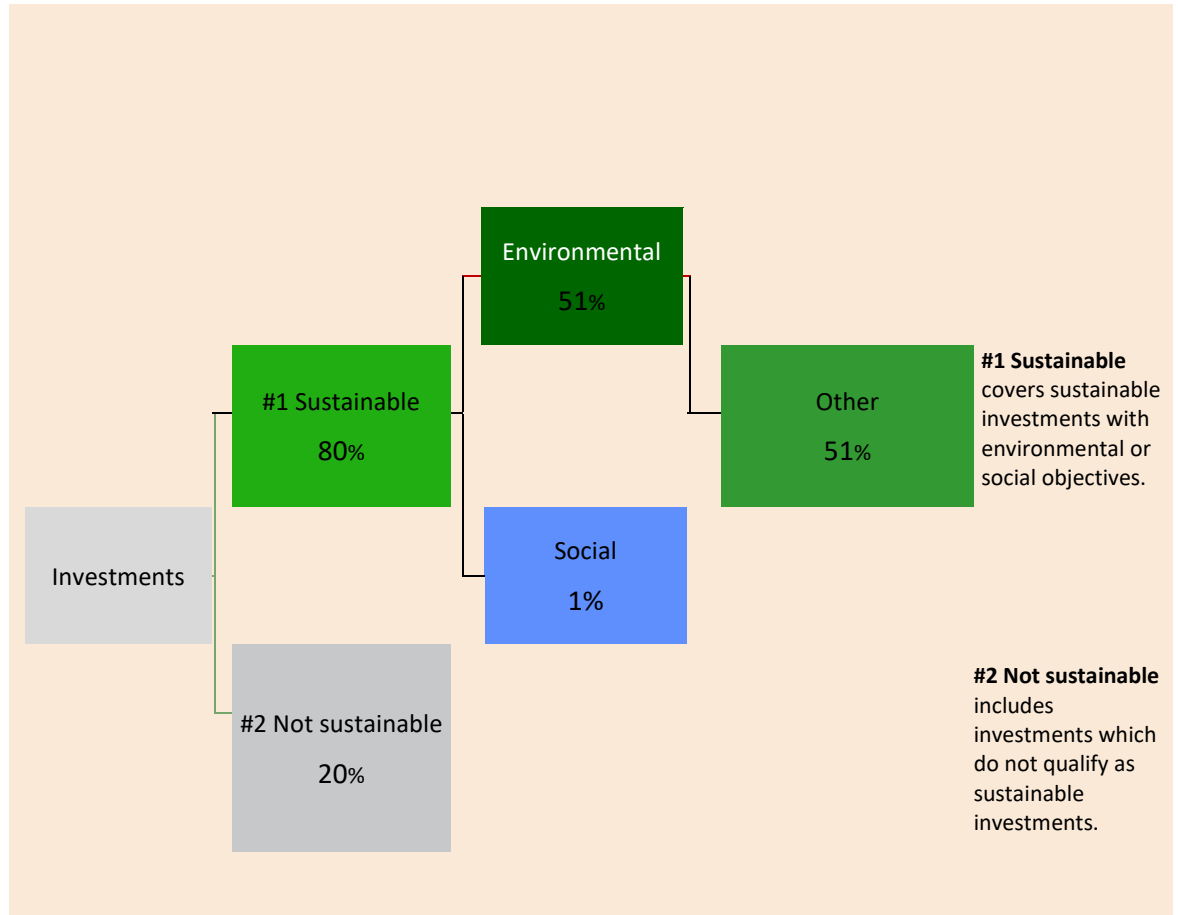 Environmental
51%
#1 Sustainable
80%
Other
51%
#1 Sustainable
covers sustainable
investments with
environmental or
social objectives.
Investments
Social
1%
#2 Not sustainable
20%
#2 Not sustainable
includes
investments which
do not qualify as
sustainable
investments.